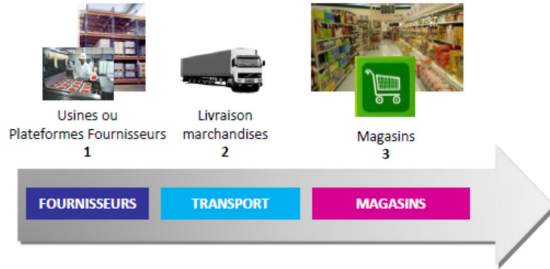 Usines ou
Plateformes Fournisseurs
1
Livraison
marchandises
2
Magasins
3
FOURNISSEURS
TRANSPORT
MAGASINS